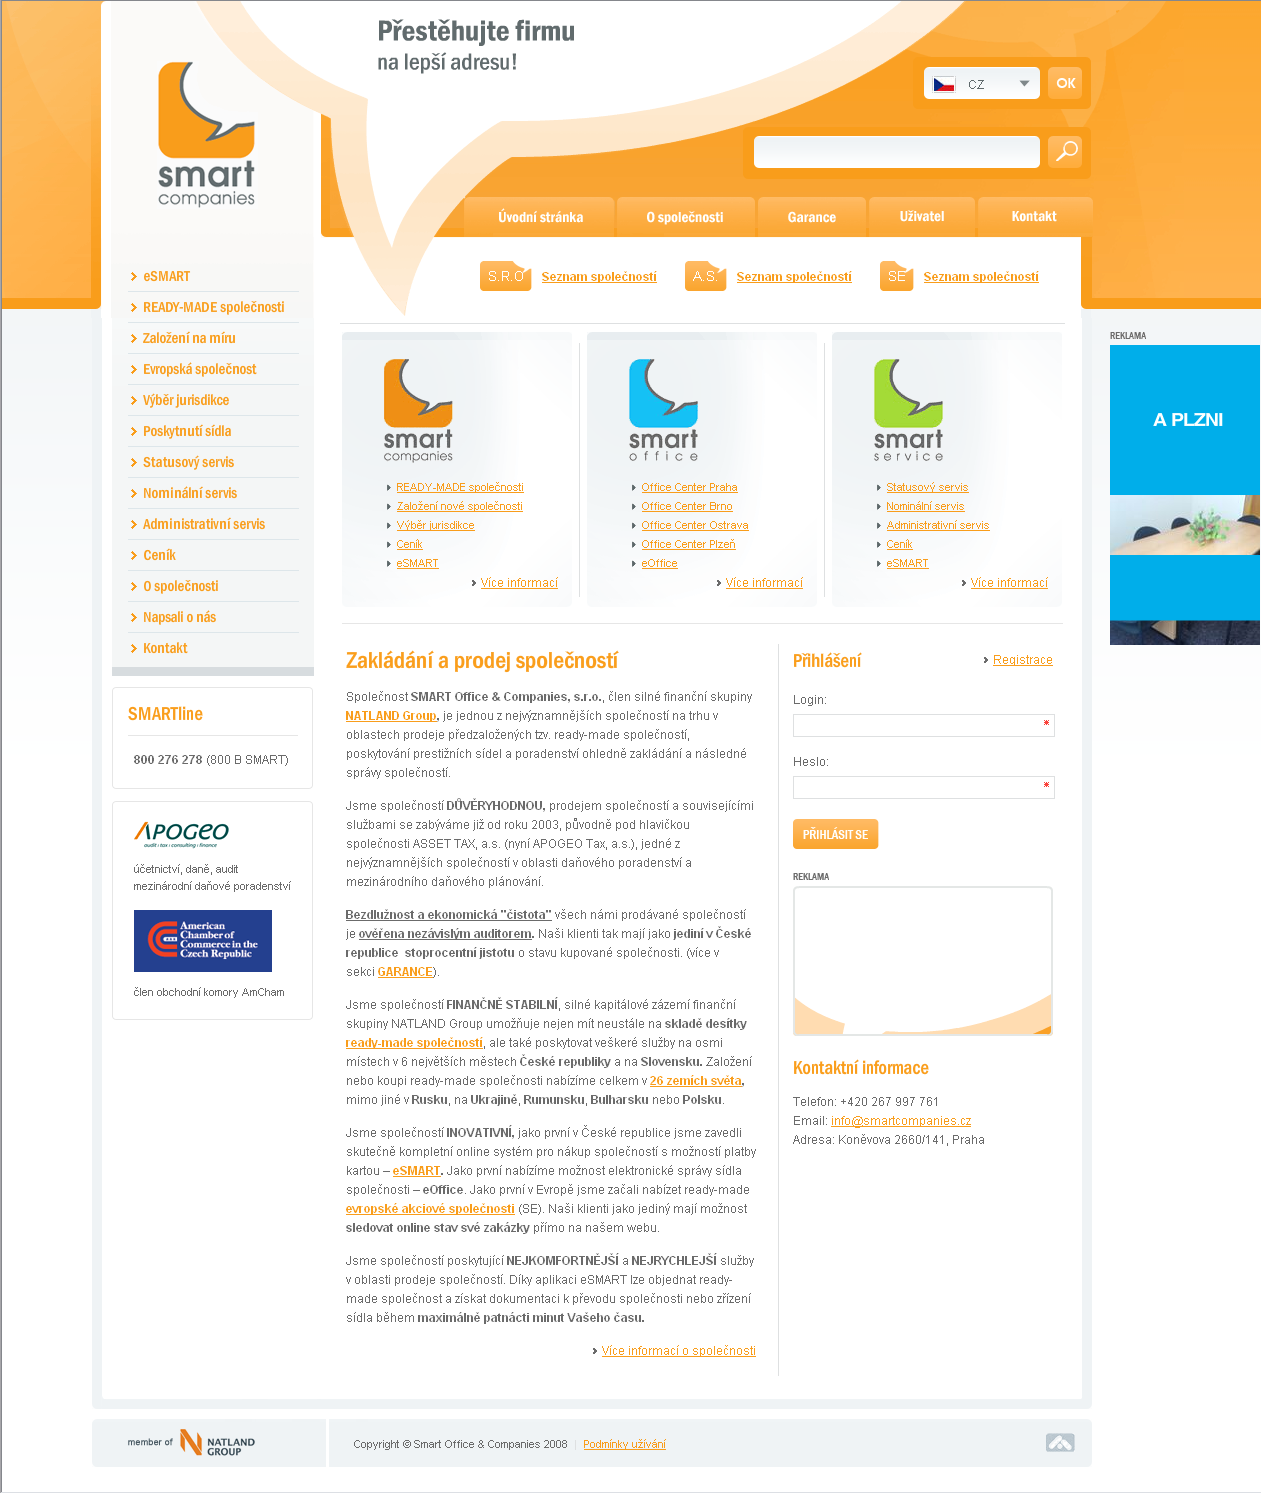 Přestěhujte firmu
na lepší adresu!
smart
companies
CZ
OK
Úvodní stránka
O společnosti
Garance
Uživatel
Kontakt
S.R.O
Seznam společností
A.S.
Seznam společností
SE
Seznam společností
eSMART
READY-MADE společnosti
Založení na míru
Evropská společnost
Výběr jurisdikce
Poskytnutí sídla
Statusový servis
Nominální servis
Administrativní servis
Ceník
O společnosti
Napsali o nás
Kontakt
SMARTline
800 276 278 (800 B SMART)
APOGEO
audit : tax : consulting : finance
účetnictví, daně, audit
mezinárodní daňové poradenství
American
Chamber of
Commerce in the
Czech Republic
člen obchodní komory AmCham
smart
companies
READY-MADE společnosti
Založení nové společnosti
Výběr jurisdikce
Ceník
eSMART
Více informací
smart
office
Office Center Praha
Office Center Brno
Office Center Ostrava
Office Center Plzeň
eOffice
Více informací
smart
service
Statusový servis
Nominální servis
Administrativní servis
Ceník
eSMART
Více informací
REKLAMA
A PLZNI
Zakládání a prodej společností
Společnost SMART Office & Companies, s.r.o., člen silné finanční skupiny
NATLAND Group, je jednou z nejvýznamnějších společností na trhu v
oblastech prodeje předzaložených tzv. ready-made společností,
poskytování prestižních sídel a poradenství ohledně zakládání a následné
správy společností.
Jsme společností DŮVĚRYHODNOU, prodejem společností a souvisejícími
službami se zabýváme již od roku 2003, původně pod hlavičkou
společnosti ASSET TAX, a.s. (nyní APOGEO Tax, a.s.), jedné z
nejvýznamnějších společností v oblasti daňového poradenství a
mezinárodního daňového plánování.
Bezdlužnost a ekonomická "čistota" všech námi prodávané společností
je ověřena nezávislým auditorem. Naši klienti tak mají jako jediní v České
republice stoprocentní jistotu o stavu kupované společnosti. (více v
sekci GARANCE).
Jsme společností FINANČNĚ STABILNÍ, silné kapitálové zázemí finanční
skupiny NATLAND Group umožňuje nejen mít neustále na skladě desítky
ready-made společností, ale také poskytovat veškeré služby na osmi
místech v 6 největších městech České republiky a na Slovensku. Založení
nebo koupi ready-made společnosti nabízíme celkem v 26 zemích světa,
mimo jiné v Rusku, na Ukrajině, Rumunsku, Bulharsku nebo Polsku.
Jsme společností INOVATIVNÍ, jako první v České republice jsme zavedli
skutečně kompletní online systém pro nákup společností s možností platby
kartou – eSMART. Jako první nabízíme možnost elektronické správy sídla
společnosti – eOffice. Jako první v Evropě jsme začali nabízet ready-made
evropské akciové společnosti (SE). Naši klienti jako jediný mají možnost
sledovat online stav své zakázky přímo na našem webu.
Jsme společností poskytující NEJKOMFORTNĚJŠÍ a NEJRYCHLEJŠÍ služby
v oblasti prodeje společností. Díky aplikaci eSMART lze objednat ready-
made společnost a získat dokumentaci k převodu společnosti nebo zřízení
sídla během maximálně patnácti minut Vašeho času.
Více informací o společnosti
Přihlášení
Registrace
Login:
*
Heslo:
*
PŘIHLÁSIT SE
REKLAMA
Kontaktní informace
Telefon: +420 267 997 761
Email: info@smartcompanies.cz
Adresa: Koněvova 2660/141, Praha
member of NATLAND
GROUP
Copyright © Smart Office & Companies 2008 | Podmínky užívání